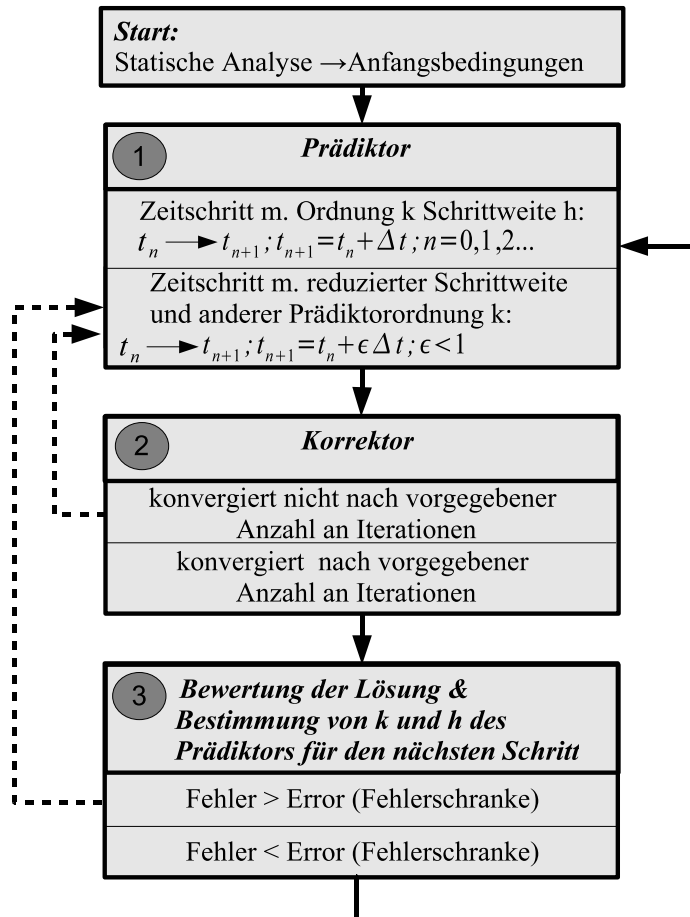 Start:
Statische Analyse →Anfangsbedingungen
1
Prädiktor
Zeitschritt m. Ordnung k Schrittweite h:
t_n ⟶ t_{n+1}; t_{n+1}=t_n+Δt; n=0,1,2...
Zeitschritt m. reduzierter Schrittweite
und anderer Prädiktorordnung k:
t_n ⟶ t_{n+1}; t_{n+1}=t_n+ϵΔt; ϵ<1
2
Korrektor
konvergiert nicht nach vorgegebener
Anzahl an Iterationen
konvergiert nach vorgegebener
Anzahl an Iterationen
3
Bewertung der Lösung &
Bestimmung von k und h des
Prädiktors für den nächsten Schritt
Fehler > Error (Fehlerschranke)
Fehler < Error (Fehlerschranke)